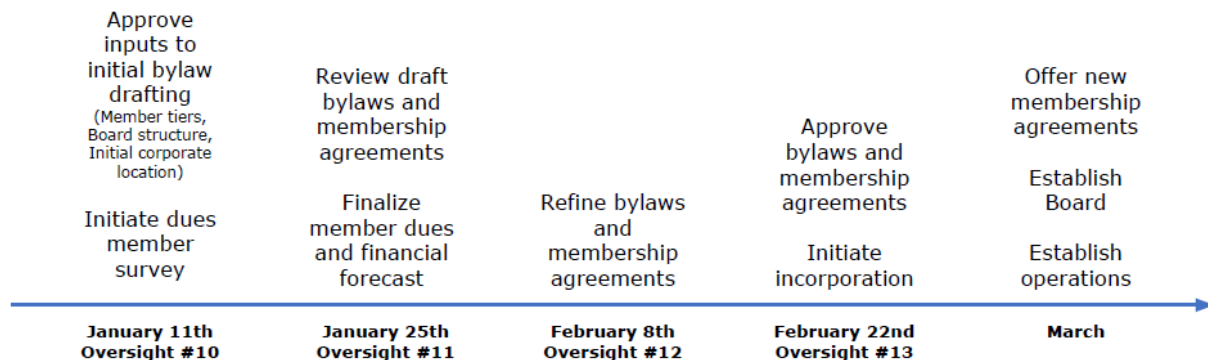 Approve
inputs to
initial bylaw
drafting
(Member tiers,
Board structure,
Initial corporate
location)
Initiate dues
member
survey
January 11th
Oversight #10
Review draft
bylaws and
membership
agreements
Finalize
member dues
and financial
forecast
January 25th
Oversight #11
Refine bylaws
and
membership
agreements
February 8th
Oversight #12
Approve
bylaws and
membership
agreements
Initiate
incorporation
February 22nd
Oversight #13
Offer new
membership
agreements
Establish
Board
Establish
operations
March